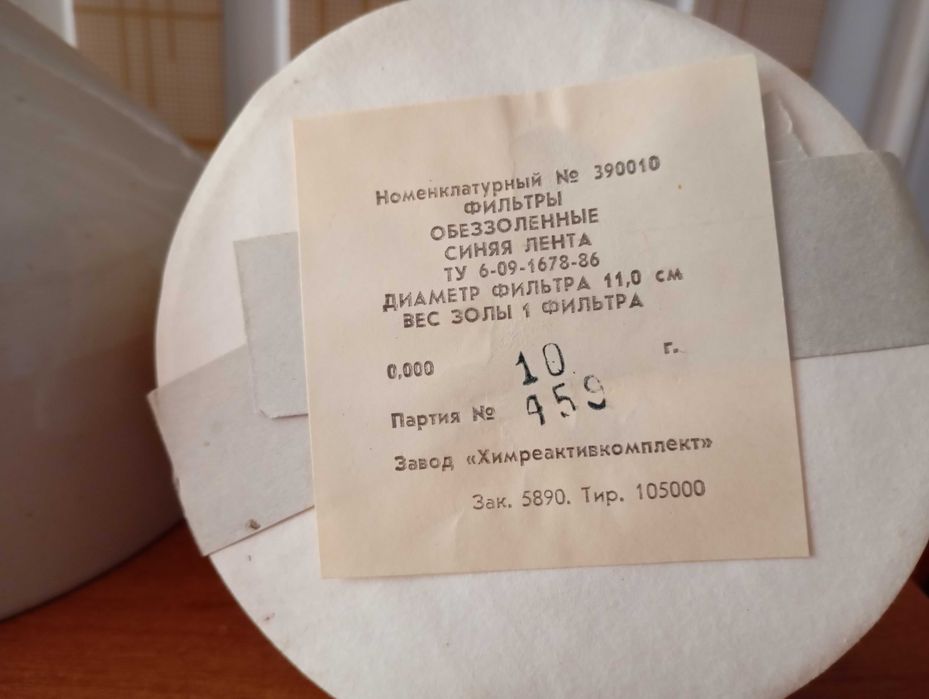 Номенклатурный № 390010
ФИЛЬТРЫ
ОБЕЗЗОЛЕННЫЕ
СИНЯЯ ЛЕНТА
ТУ 6-09-1678-86
ДИАМЕТР ФИЛЬТРА 11,0 см
ВЕС ЗОЛЫ 1 ФИЛЬТРА
0,000 10 г.
Партия № 459
Завод «Химреактивкомплект»
Зак. 5890. Тир. 105000